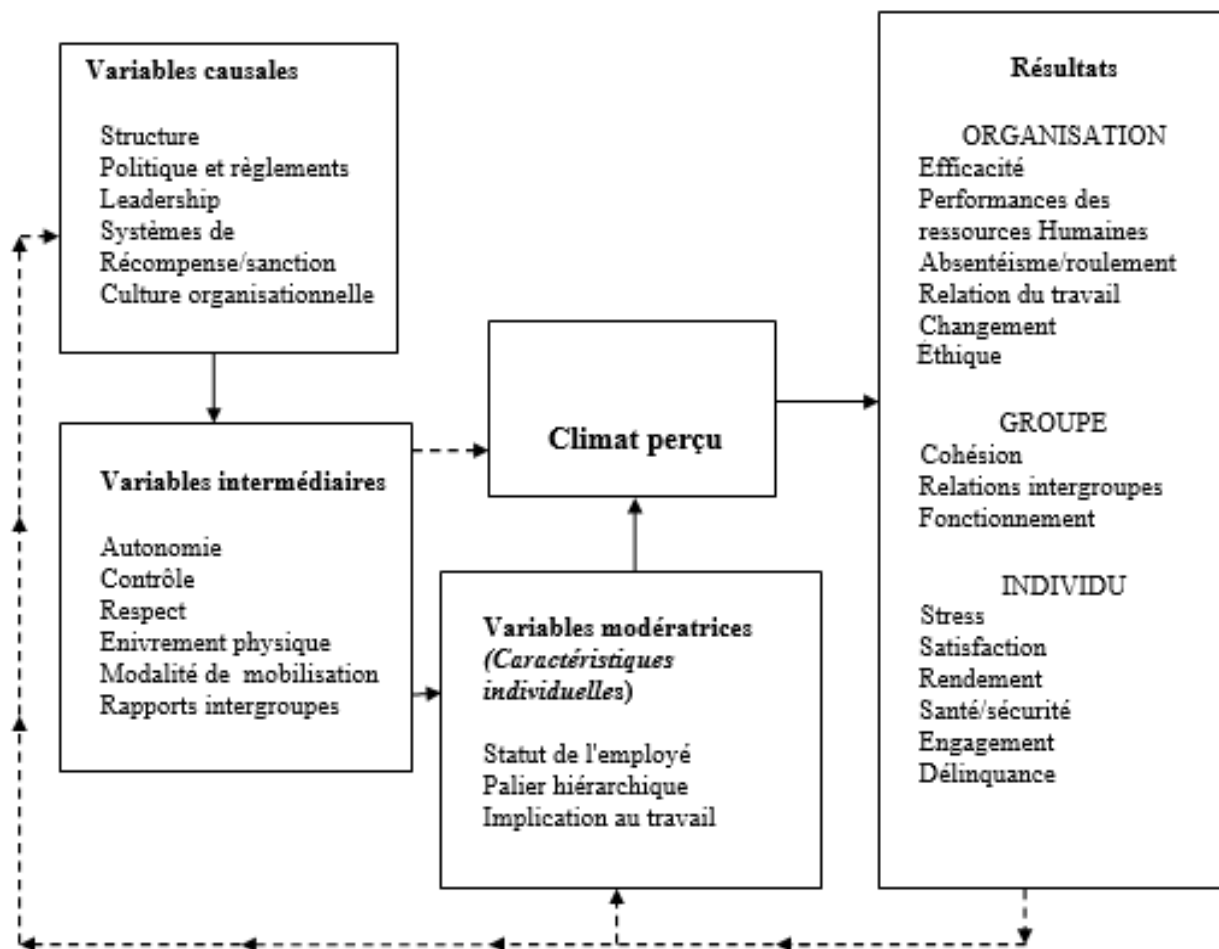 Variables causales
Structure
Politique et règlements
Leadership
Systèmes de
Récompense/sanction
Culture organisationnelle
Variables intermédiaires
Autonomie
Contrôle
Respect
Enivrement physique
Modalité de mobilisation
Rapports intergroupes
Climat perçu
Variables modératrices
(Caractéristiques
individuelles)
Statut de l'employé
Palier hiérarchique
Implication au travail
Résultats
ORGANISATION
Efficacité
Performances des
ressources Humaines
Absentéisme/roulement
Relation du travail
Changement
Éthique
GROUPE
Cohésion
Relations intergroupes
Fonctionnement
INDIVIDU
Stress
Satisfaction
Rendement
Santé/sécurité
Engagement
Délinquance